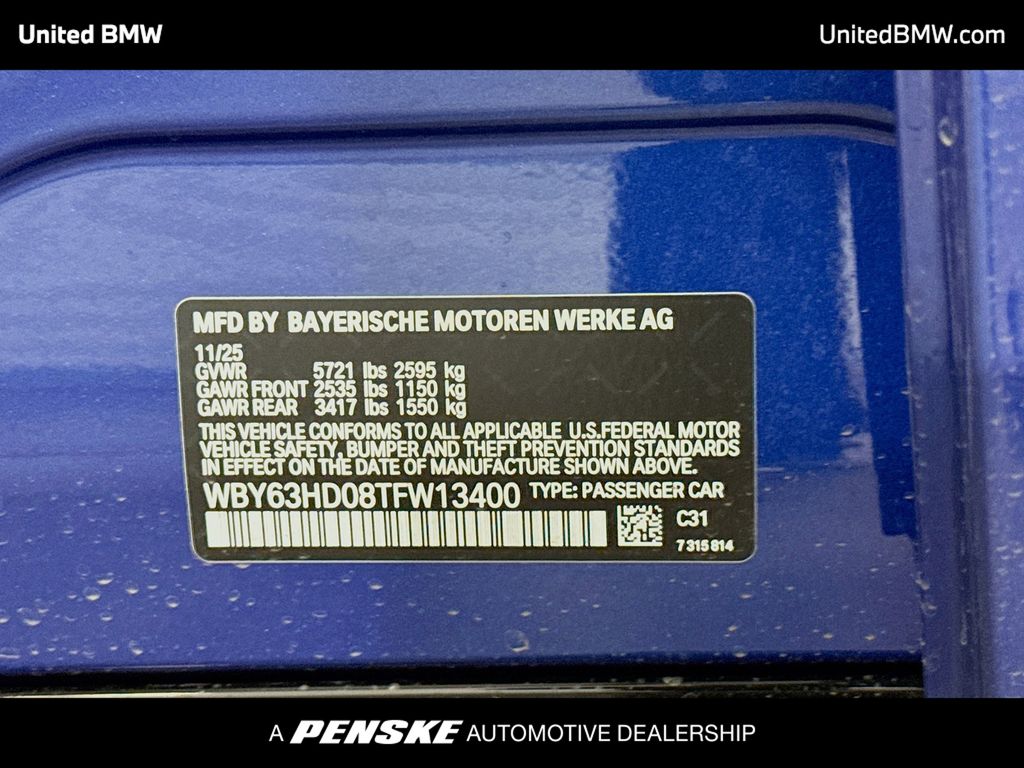 United BMW
UnitedBMW.com
MFD BY BAYERISCHE MOTOREN WERKE AG
11/25
GVWR 5721 lbs 2595 kg
GAWR FRONT 2535 lbs 1150 kg
GAWR REAR 3417 lbs 1550 kg
THIS VEHICLE CONFORMS TO ALL APPLICABLE U.S.FEDERAL MOTOR
VEHICLE SAFETY, BUMPER AND THEFT PREVENTION STANDARDS
IN EFFECT ON THE DATE OF MANUFACTURE SHOWN ABOVE.
WBY63HD08TFW13400 TYPE: PASSENGER CAR
C31
7315814
A PENSKE AUTOMOTIVE DEALERSHIP